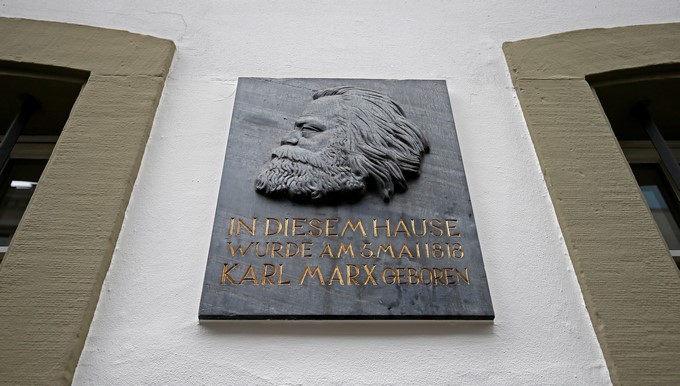 IN DIESEM HAUSE
WURDE AM 5.MAI 1818
KARL MARX GEBOREN